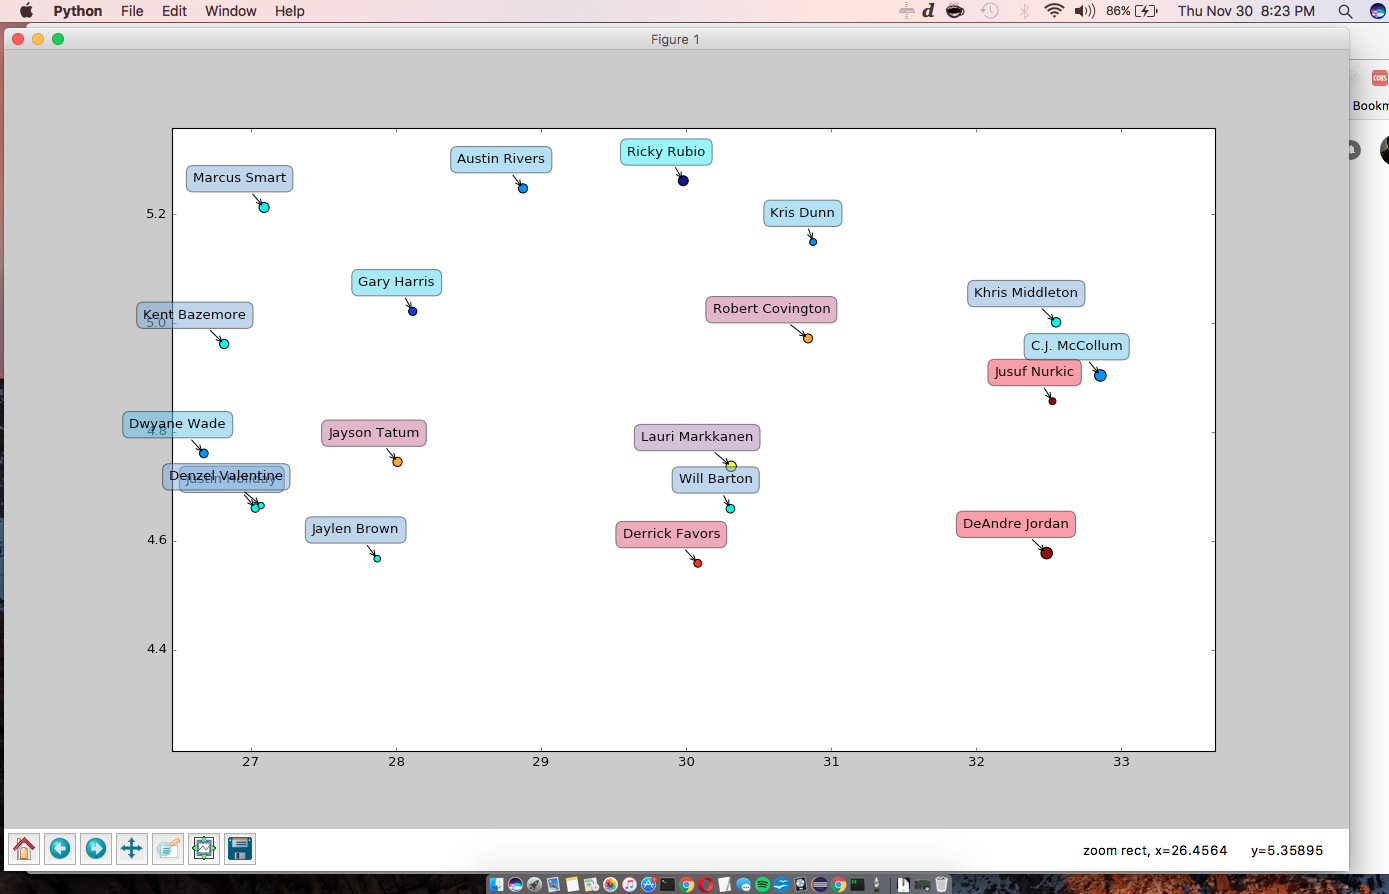 Python File Edit Window Help
d 86% Thu Nov 30 8:23 PM
Figure 1
CORS
Bookm
Ricky Rubio
Austin Rivers
Marcus Smart
Kris Dunn
5.2
Gary Harris
Khris Middleton
Robert Covington
Kent Bazemore
5.0
C.J. McCollum
Jusuf Nurkic
Dwyane Wade
4.8
Jayson Tatum
Lauri Markkanen
Denzel Valentine
Justin Holiday
Will Barton
DeAndre Jordan
Jaylen Brown
Derrick Favors
4.6
4.4
27 28 29 30 31 32 33
zoom rect, x=26.4564 y=5.35895